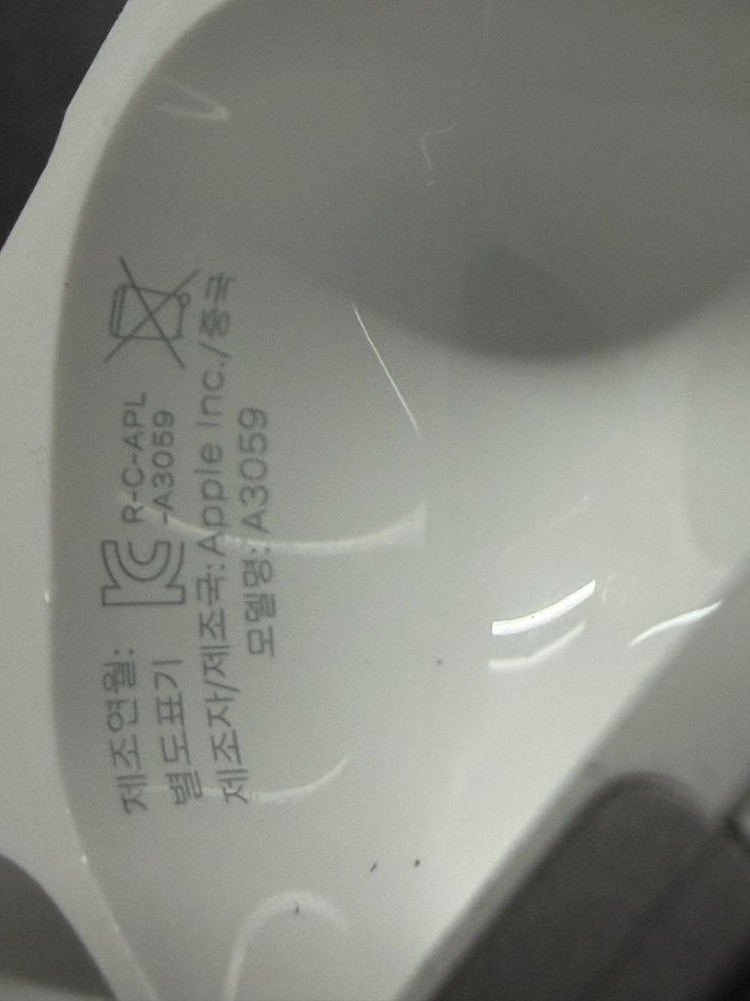 제조연월:
별도표기
R-C-APL
-A3059
제조자/제조국: Apple Inc./중국
모델명: A3059